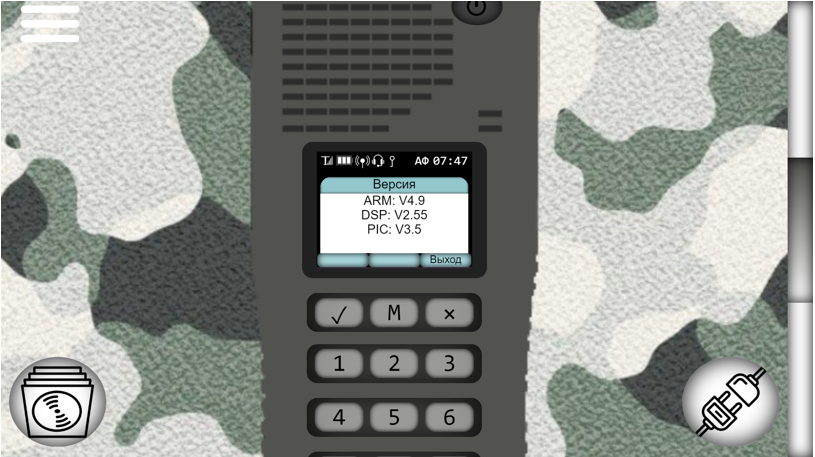 АФ 07:47
Версия
ARM: V4.9
DSP: V2.55
PIC: V3.5
Выход
✓ M ×
1 2 3
4 5 6